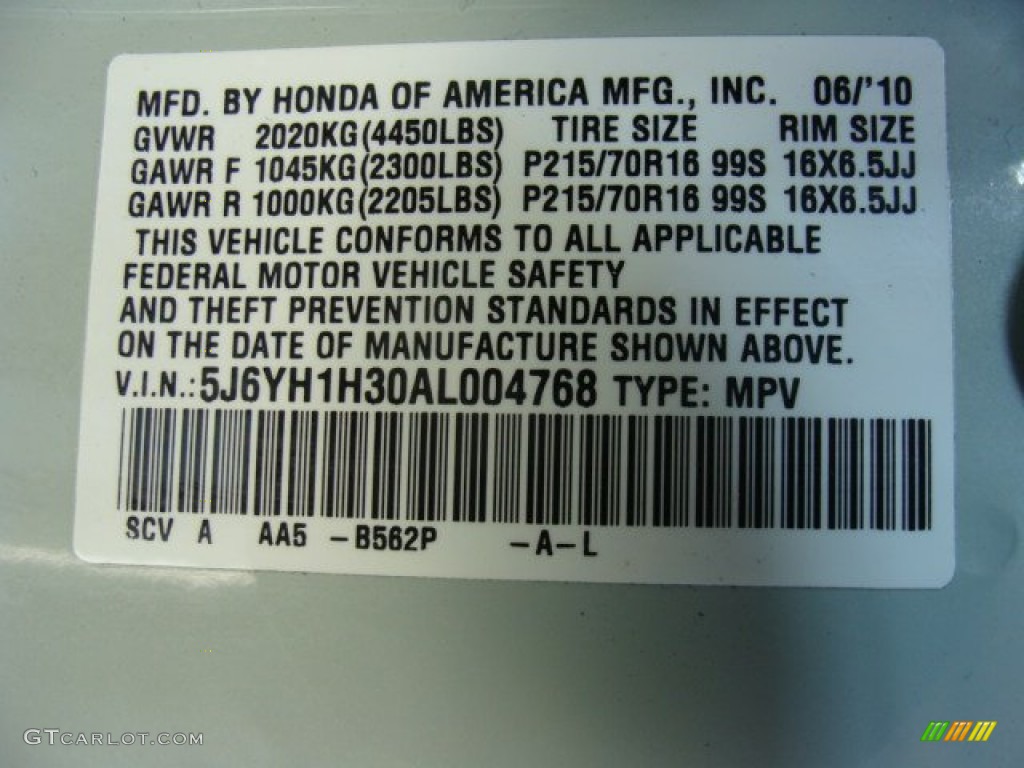 MFD. BY HONDA OF AMERICA MFG., INC. 06/'10
GVWR 2020KG(4450LBS) TIRE SIZE RIM SIZE
GAWR F 1045KG(2300LBS) P215/70R16 99S 16X6.5JJ
GAWR R 1000KG(2205LBS) P215/70R16 99S 16X6.5JJ
THIS VEHICLE CONFORMS TO ALL APPLICABLE
FEDERAL MOTOR VEHICLE SAFETY
AND THEFT PREVENTION STANDARDS IN EFFECT
ON THE DATE OF MANUFACTURE SHOWN ABOVE.
V.I.N.: 5J6YH1H30AL004768 TYPE: MPV
SCV A AA5 -B562P -A-L
GTCARLOT.COM